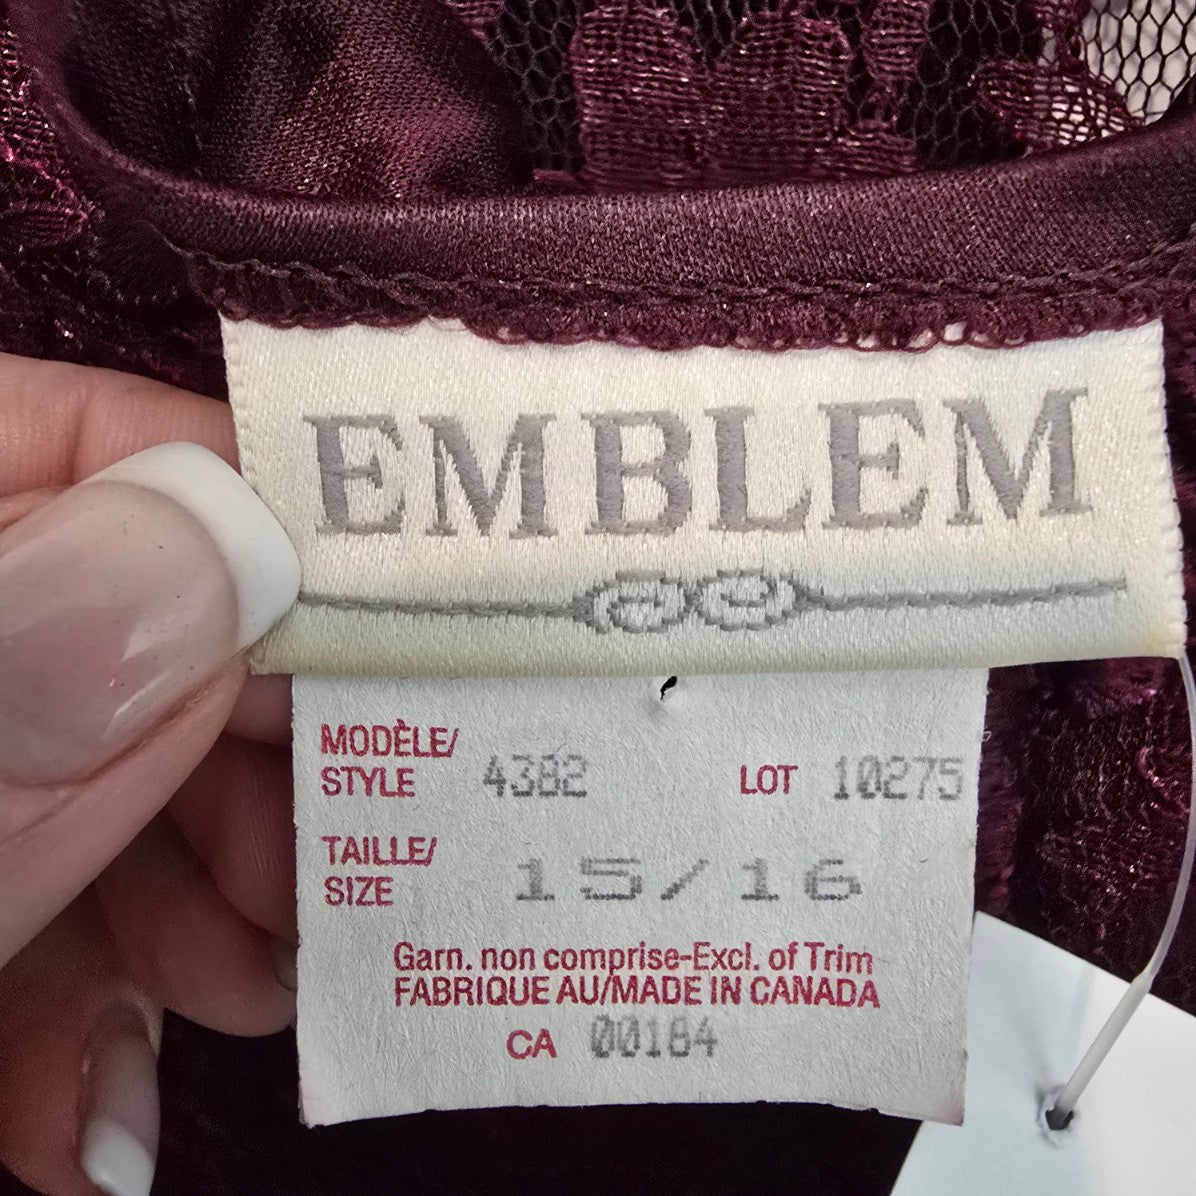 EMBLEM
MODÈLE/
STYLE 4382 LOT 10275
TAILLE/
SIZE 15/16
Garn. non comprise-Excl. of Trim
FABRIQUE AU/MADE IN CANADA
CA 00184